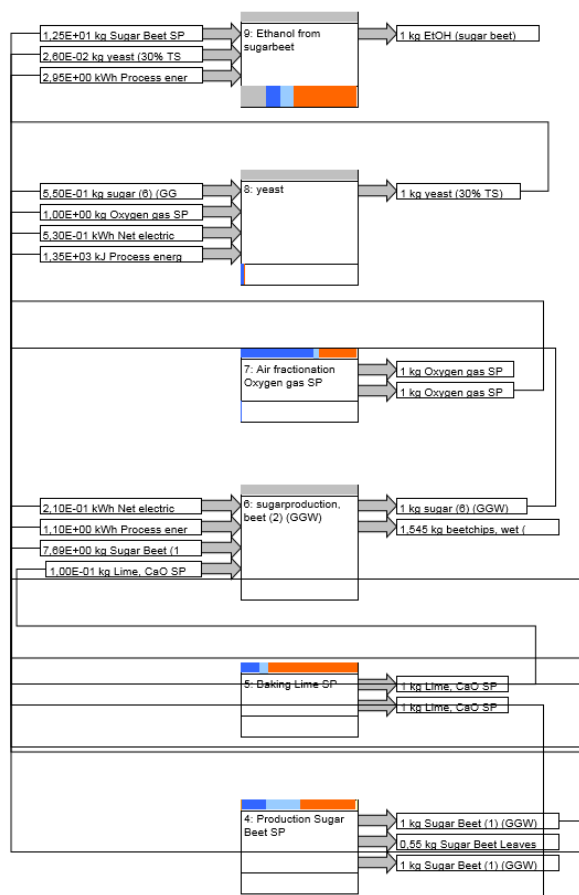 1,25E+01 kg Sugar Beet SP
2,60E-02 kg yeast (30% TS
2,95E+00 kWh Process ener
9: Ethanol from
sugarbeet
1 kg EtOH (sugar beet)
5,50E-01 kg sugar (6) (GG
1,00E+00 kg Oxygen gas SP
5,30E-01 kWh Net electric
1,35E+03 kJ Process energ
8: yeast
1 kg yeast (30% TS)
7: Air fractionation
Oxygen gas SP
1 kg Oxygen gas SP
1 kg Oxygen gas SP
2,10E-01 kWh Net electric
1,10E+00 kWh Process ener
7,69E+00 kg Sugar Beet (1
1,00E-01 kg Lime, CaO SP
6: sugarproduction,
beet (2) (GGW)
1 kg sugar (6) (GGW)
1,545 kg beetchips, wet (
5: Baking Lime SP
1 kg Lime, CaO SP
1 kg Lime, CaO SP
4: Production Sugar
Beet SP
1 kg Sugar Beet (1) (GGW)
0,55 kg Sugar Beet Leaves
1 kg Sugar Beet (1) (GGW)